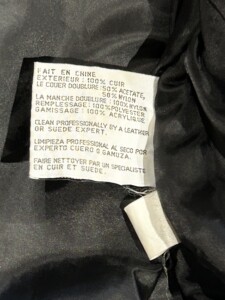 FAIT EN CHINE
EXTERIEUR: 100% CUIR
LE COUER DOUBLURE: 50% ACETATE,
50% NYLON
LA MANCHE DOUBLURE: 100% NYLON
REMPLESSAGE: 100% POLYESTER
GAMISSAGE: 100% ACRYLIQUE
CLEAN PROFESSIONALLY BY A LEATHER
OR SUEDE EXPERT.
LIMPIEZA PROFESSIONAL AL SECO POR
EXPERTO CUERO O GAMUZA.
FAIRE NETTOYER PAR UN SPECIALISTE
EN CUIR ET SUEDE.